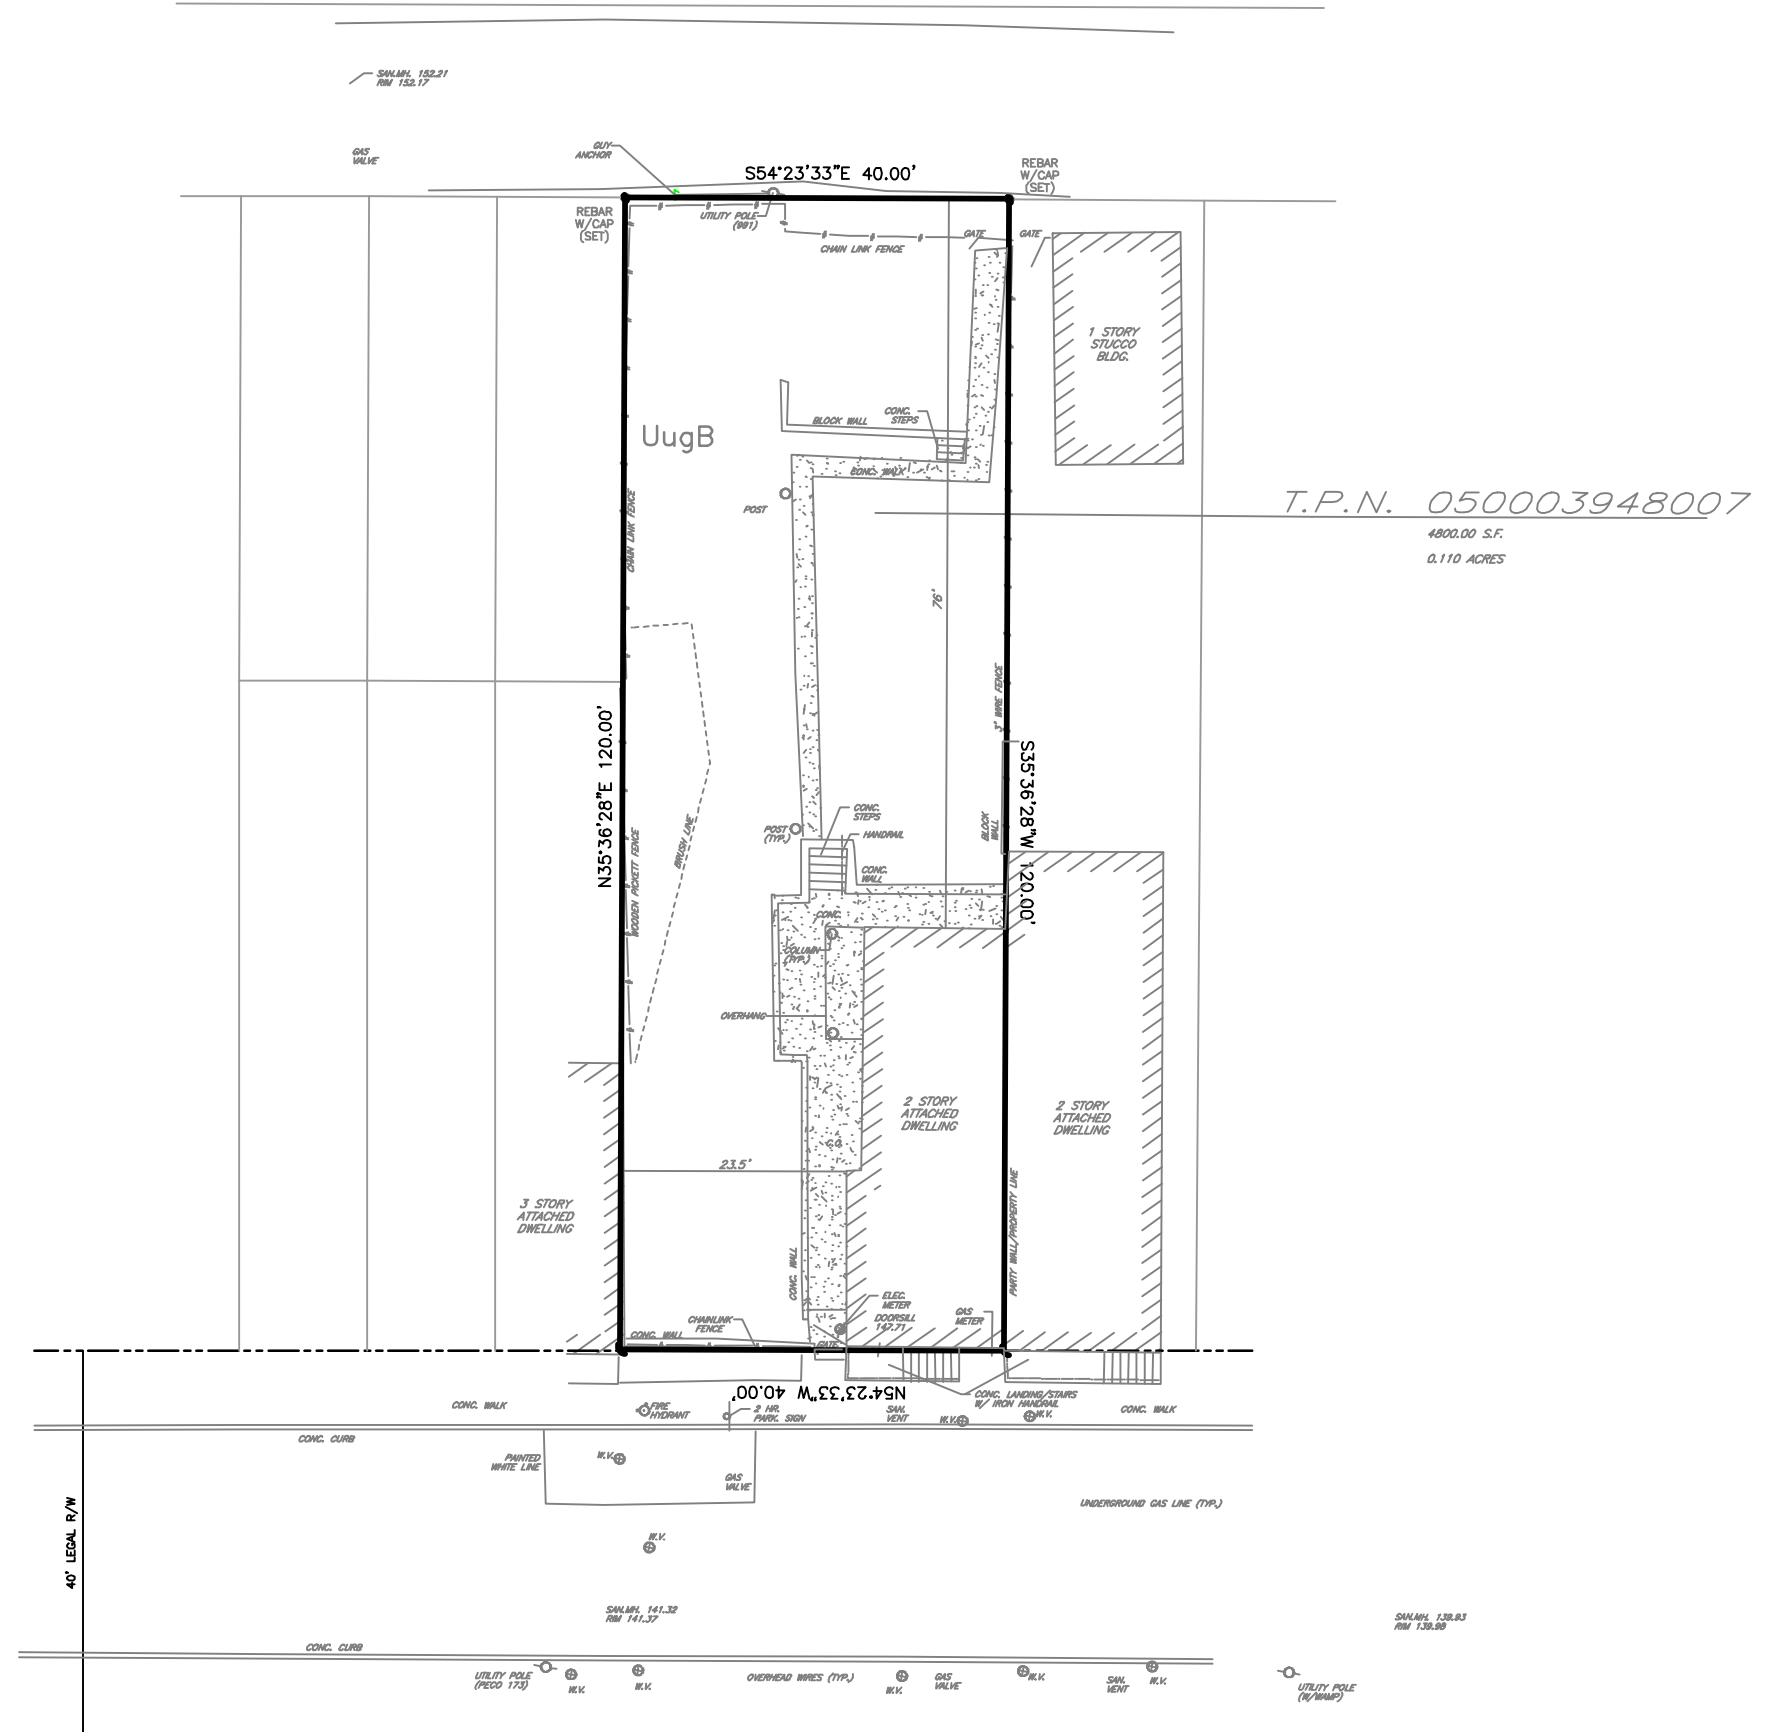 SAN.MH. 152.21
RIM 152.17
GAS
VALVE
GUY
ANCHOR
S54°23'33"E 40.00'
REBAR
W/CAP
(SET)
REBAR
W/CAP
(SET)
UTILITY POLE
(991)
CHAIN LINK FENCE
GATE
GATE
1 STORY
STUCCO
BLDG.
UugB
BLOCK WALL
CONC.
STEPS
CONC. WALK
POST
CHAIN LINK FENCE
T.P.N. 050003948007
4800.00 S.F.
0.110 ACRES
76'
3' WIRE FENCE
N35°36'28"E 120.00'
S35°36'28"W 120.00'
BLOCK
WALL
WOODEN PICKETT FENCE
BRUSH LINE
POST
(TYP.)
CONC.
STEPS
HANDRAIL
CONC.
WALL
CONC.
COLUMN
(TYP.)
OVERHANG
2 STORY
ATTACHED
DWELLING
2 STORY
ATTACHED
DWELLING
C.O.
23.5'
3 STORY
ATTACHED
DWELLING
PARTY WALL/PROPERTY LINE
CONC. WALL
ELEC.
METER
DOORSILL
147.71
GAS
METER
CHAINLINK
FENCE
CONC. WALL
GATE
N54°23'33"W 40.00'
CONC. LANDING/STAIRS
W/ IRON HANDRAIL
CONC. WALK
FIRE
HYDRANT
2 HR.
PARK. SIGN
SAN.
VENT
W.V.
W.V.
CONC. WALK
CONC. CURB
PAINTED
WHITE LINE
W.V.
GAS
VALVE
UNDERGROUND GAS LINE (TYP.)
40' LEGAL R/W
W.V.
SAN.MH. 141.32
RIM 141.37
SAN.MH. 139.93
RIM 139.98
CONC. CURB
UTILITY POLE
(PECO 173)
W.V.
W.V.
OVERHEAD WIRES (TYP.)
W.V.
GAS
VALVE
W.V.
SAN.
VENT
W.V.
UTILITY POLE
(W/WAMP)